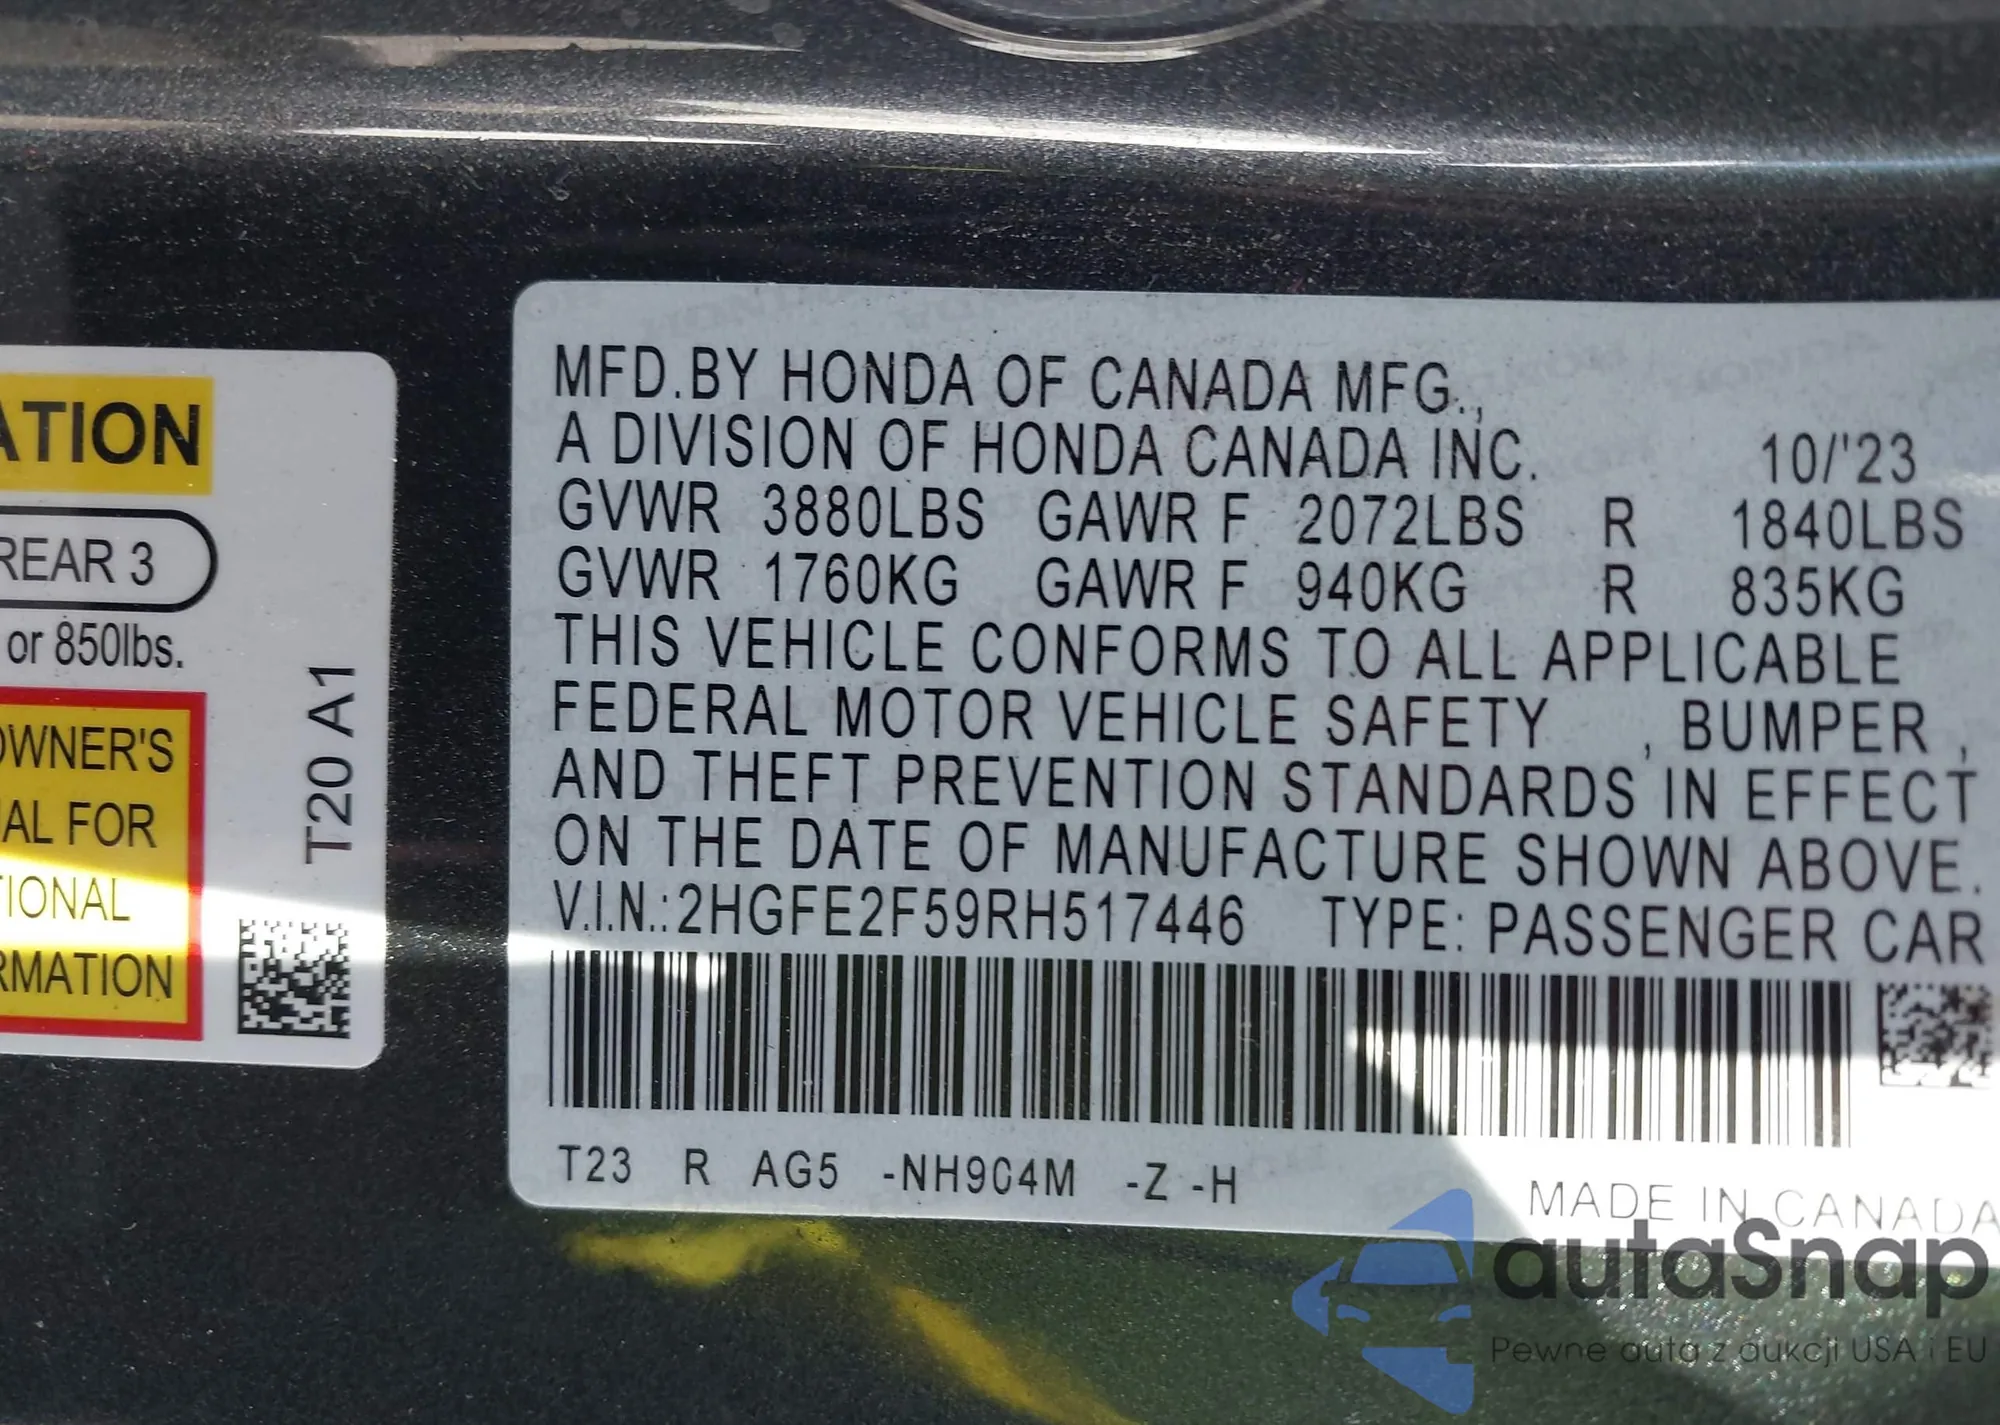 ATION
REAR 3
or 850lbs.
OWNER'S
AL FOR
TIONAL
RMATION
T20 A1
MFD.BY HONDA OF CANADA MFG.,
A DIVISION OF HONDA CANADA INC. 10/'23
GVWR 3880LBS GAWR F 2072LBS R 1840LBS
GVWR 1760KG GAWR F 940KG R 835KG
THIS VEHICLE CONFORMS TO ALL APPLICABLE
FEDERAL MOTOR VEHICLE SAFETY , BUMPER ,
AND THEFT PREVENTION STANDARDS IN EFFECT
ON THE DATE OF MANUFACTURE SHOWN ABOVE.
V.I.N.:2HGFE2F59RH517446 TYPE: PASSENGER CAR
T23 R AG5 -NH904M -Z -H
MADE IN CANADA
autaSnap
Pewne auta z aukcji USA i EU